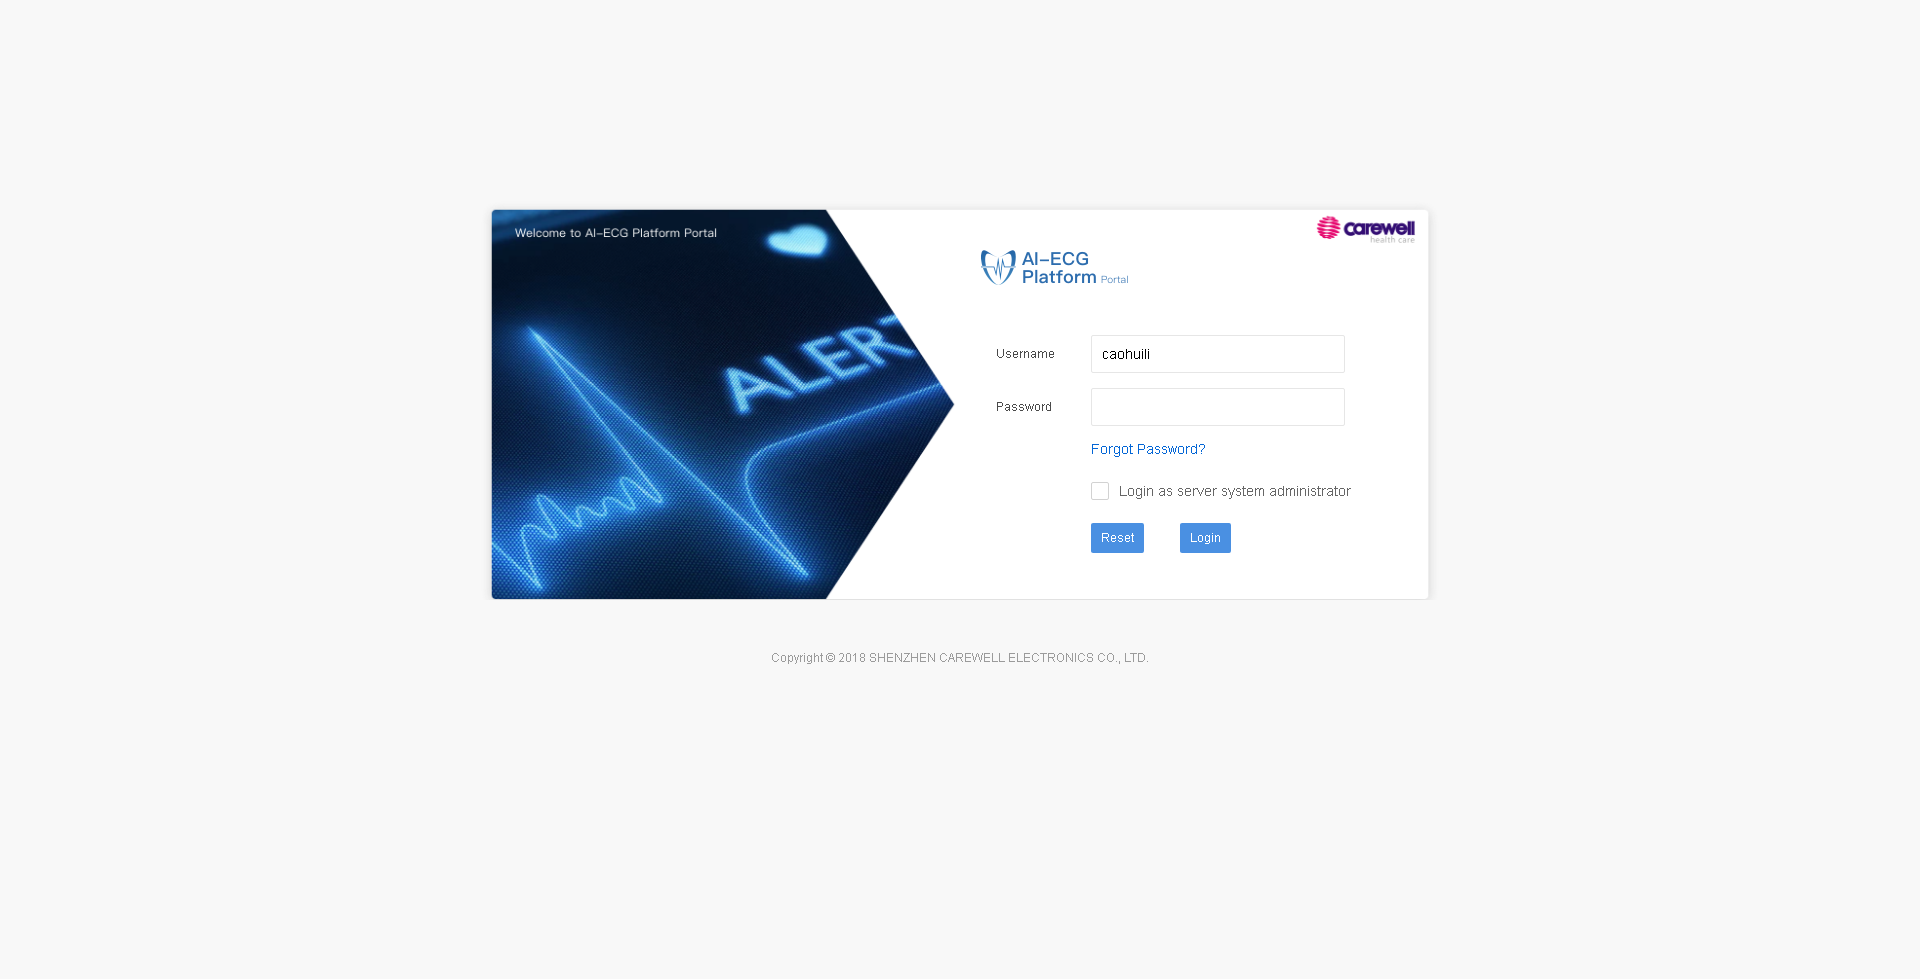 Welcome to AI-ECG Platform Portal
carewell
health care
AI-ECG
Platform Portal
ALERT
Username
caohuili
Password
Forgot Password?
Login as server system administrator
Reset
Login
Copyright © 2018 SHENZHEN CAREWELL ELECTRONICS CO., LTD.